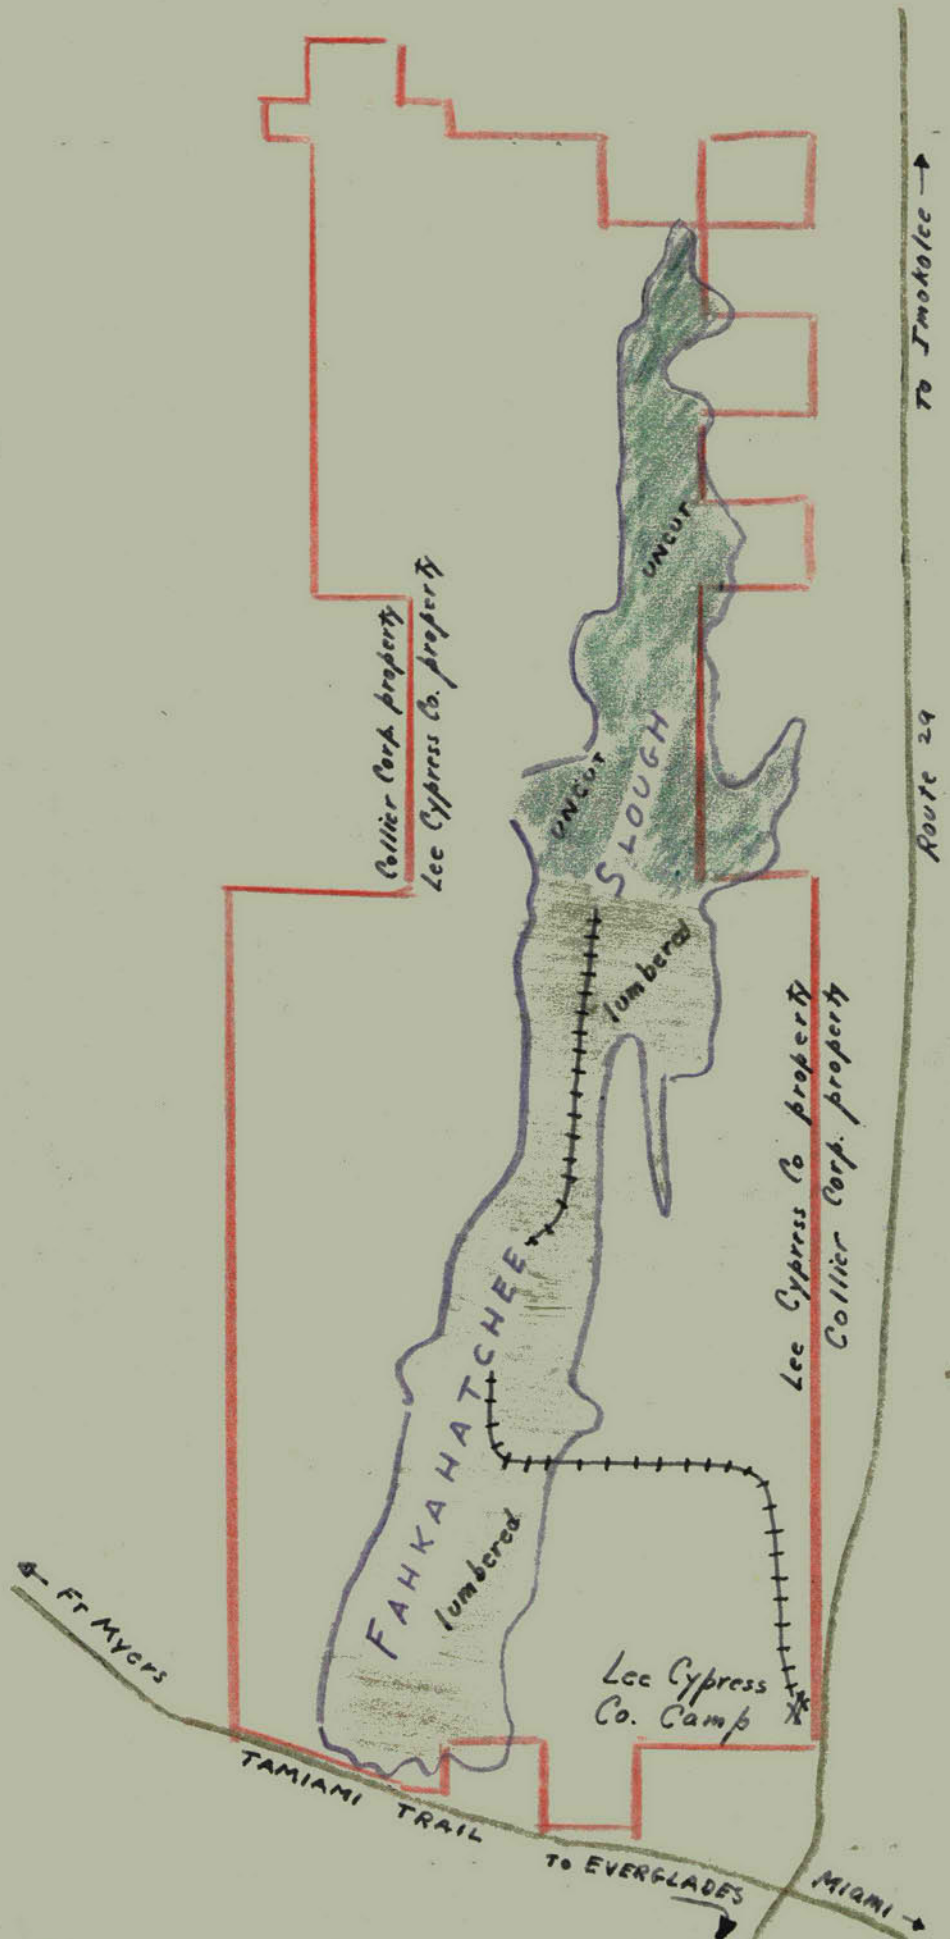 To Imokolee →
UNCUT
Collier Corp. property
Lee Cypress Co. property
UNCUT
Route 29
lumbered
Lee Cypress Co property
Collier Corp. property
FAHKAHATCHEE SLOUGH
lumbered
← FT Myers
Lee Cypress
Co. Camp
TAMIAMI TRAIL
To EVERGLADES
Miami →